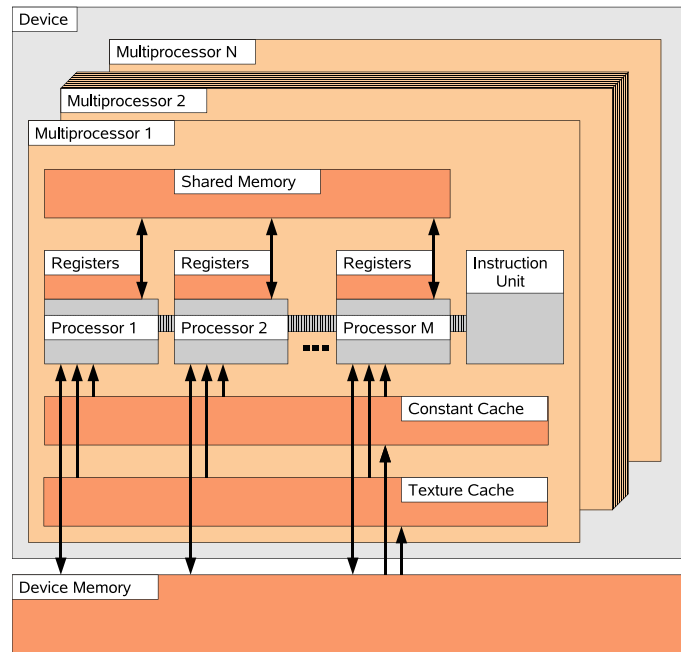 Device
Multiprocessor N
Multiprocessor 2
Multiprocessor 1
Shared Memory
Registers
Registers
Registers
Instruction
Unit
Processor 1
Processor 2
Processor M
Constant Cache
Texture Cache
Device Memory